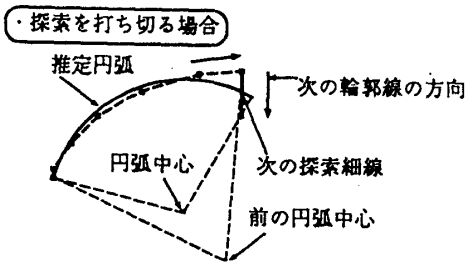 ・探索を打ち切る場合
推定円弧
次の輪郭線の方向
円弧中心
次の探索細線
前の円弧中心